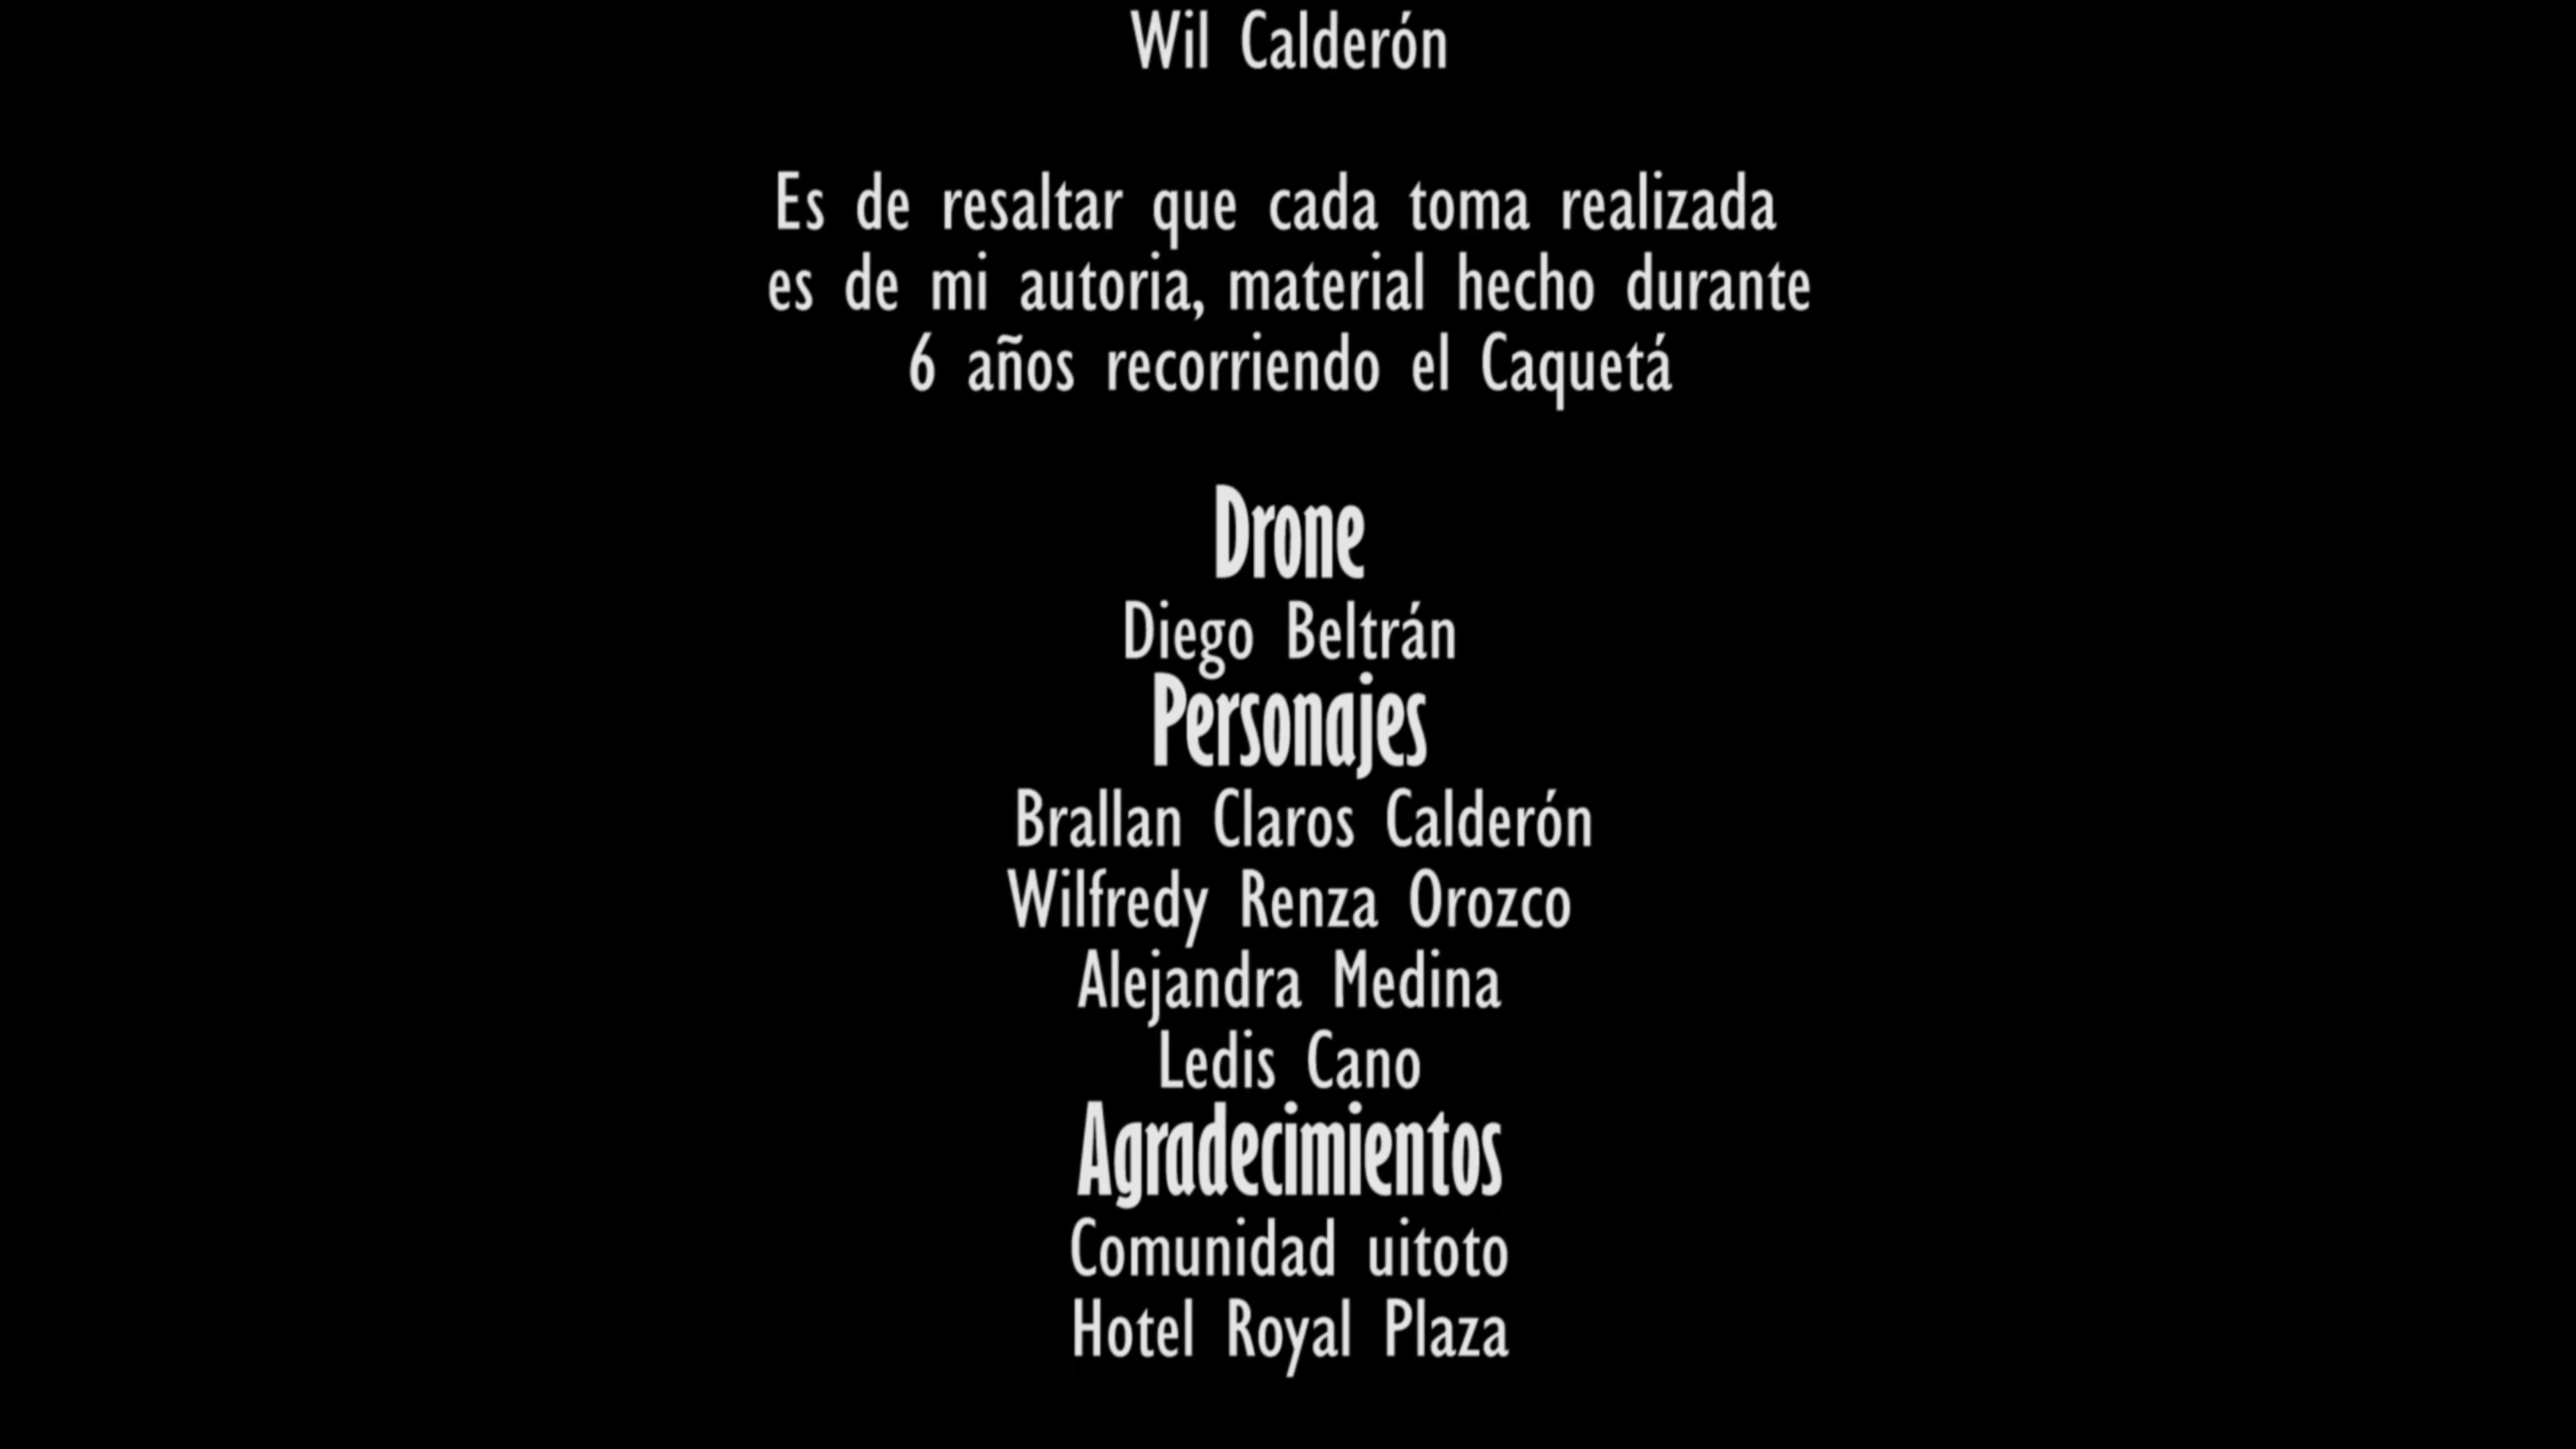 Wil Calderón
Es de resaltar que cada toma realizada
es de mi autoria, material hecho durante
6 años recorriendo el Caquetá
Drone
Diego Beltrán
Personajes
Brallan Claros Calderón
Wilfredy Renza Orozco
Alejandra Medina
Ledis Cano
Agradecimientos
Comunidad uitoto
Hotel Royal Plaza